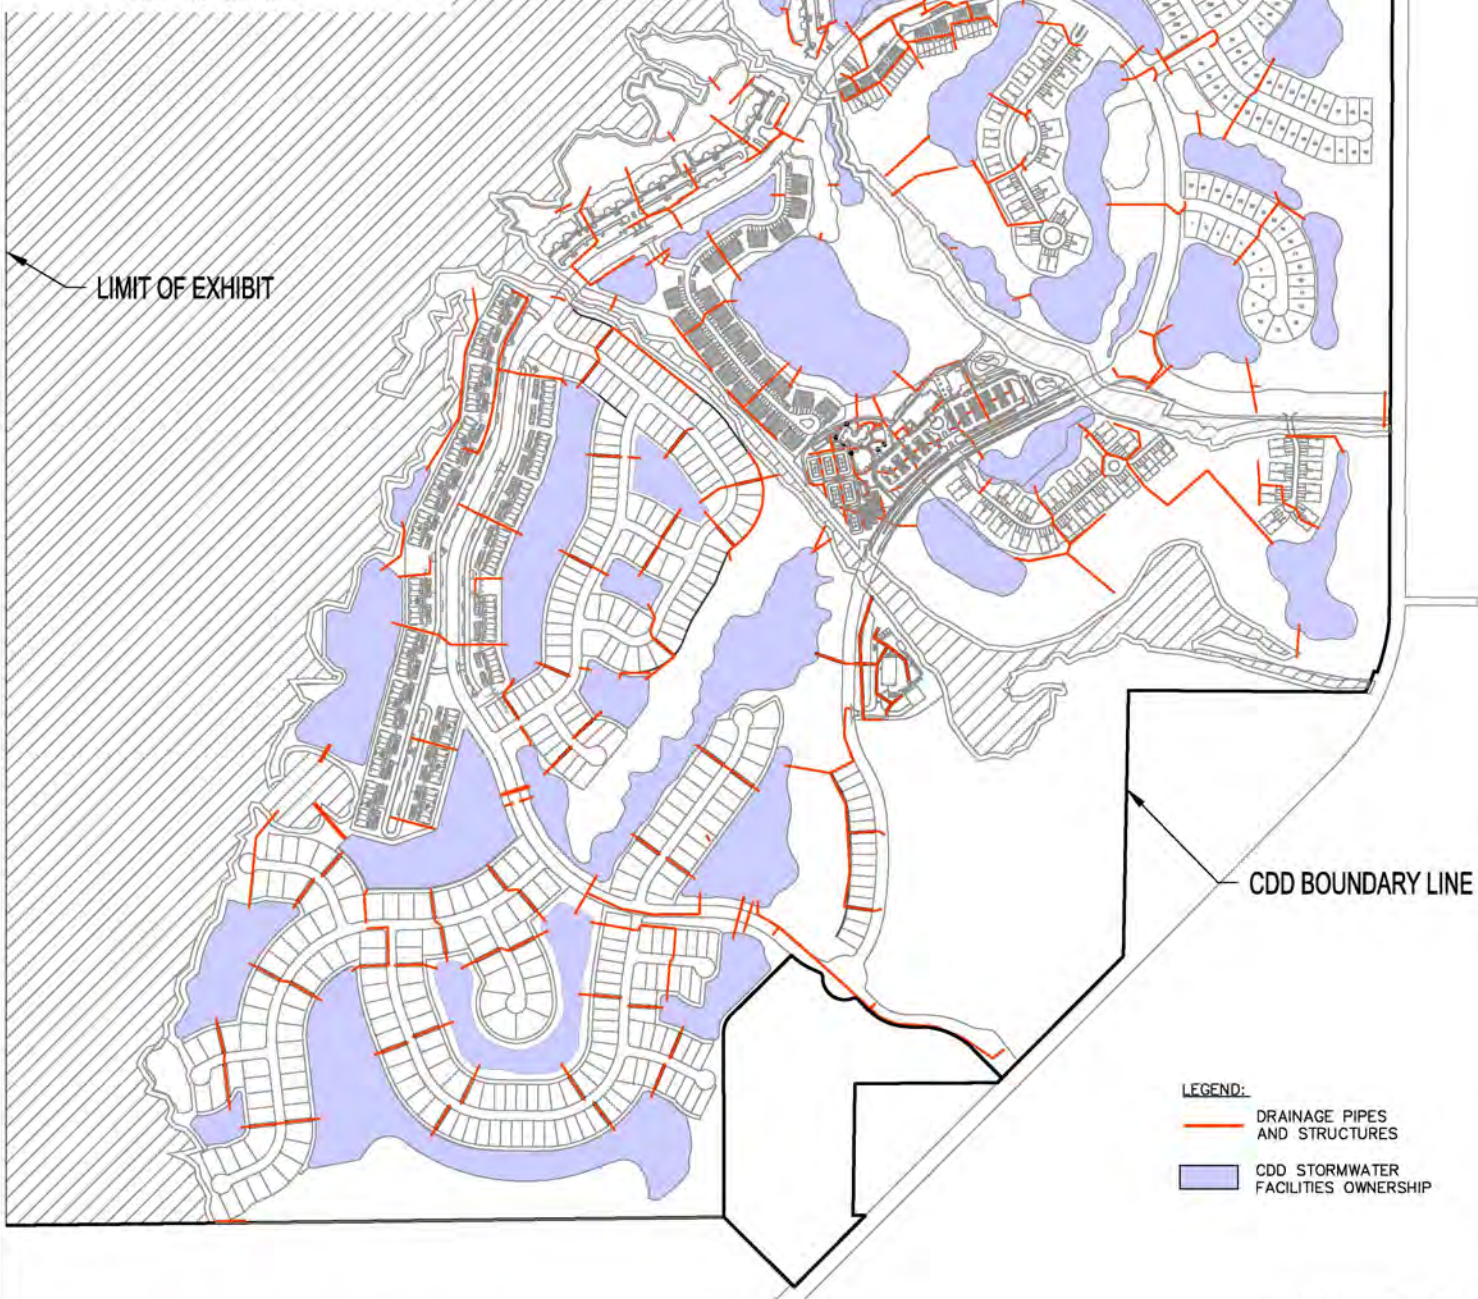 LIMIT OF EXHIBIT
CDD BOUNDARY LINE
LEGEND:
DRAINAGE PIPES
AND STRUCTURES
CDD STORMWATER
FACILITIES OWNERSHIP